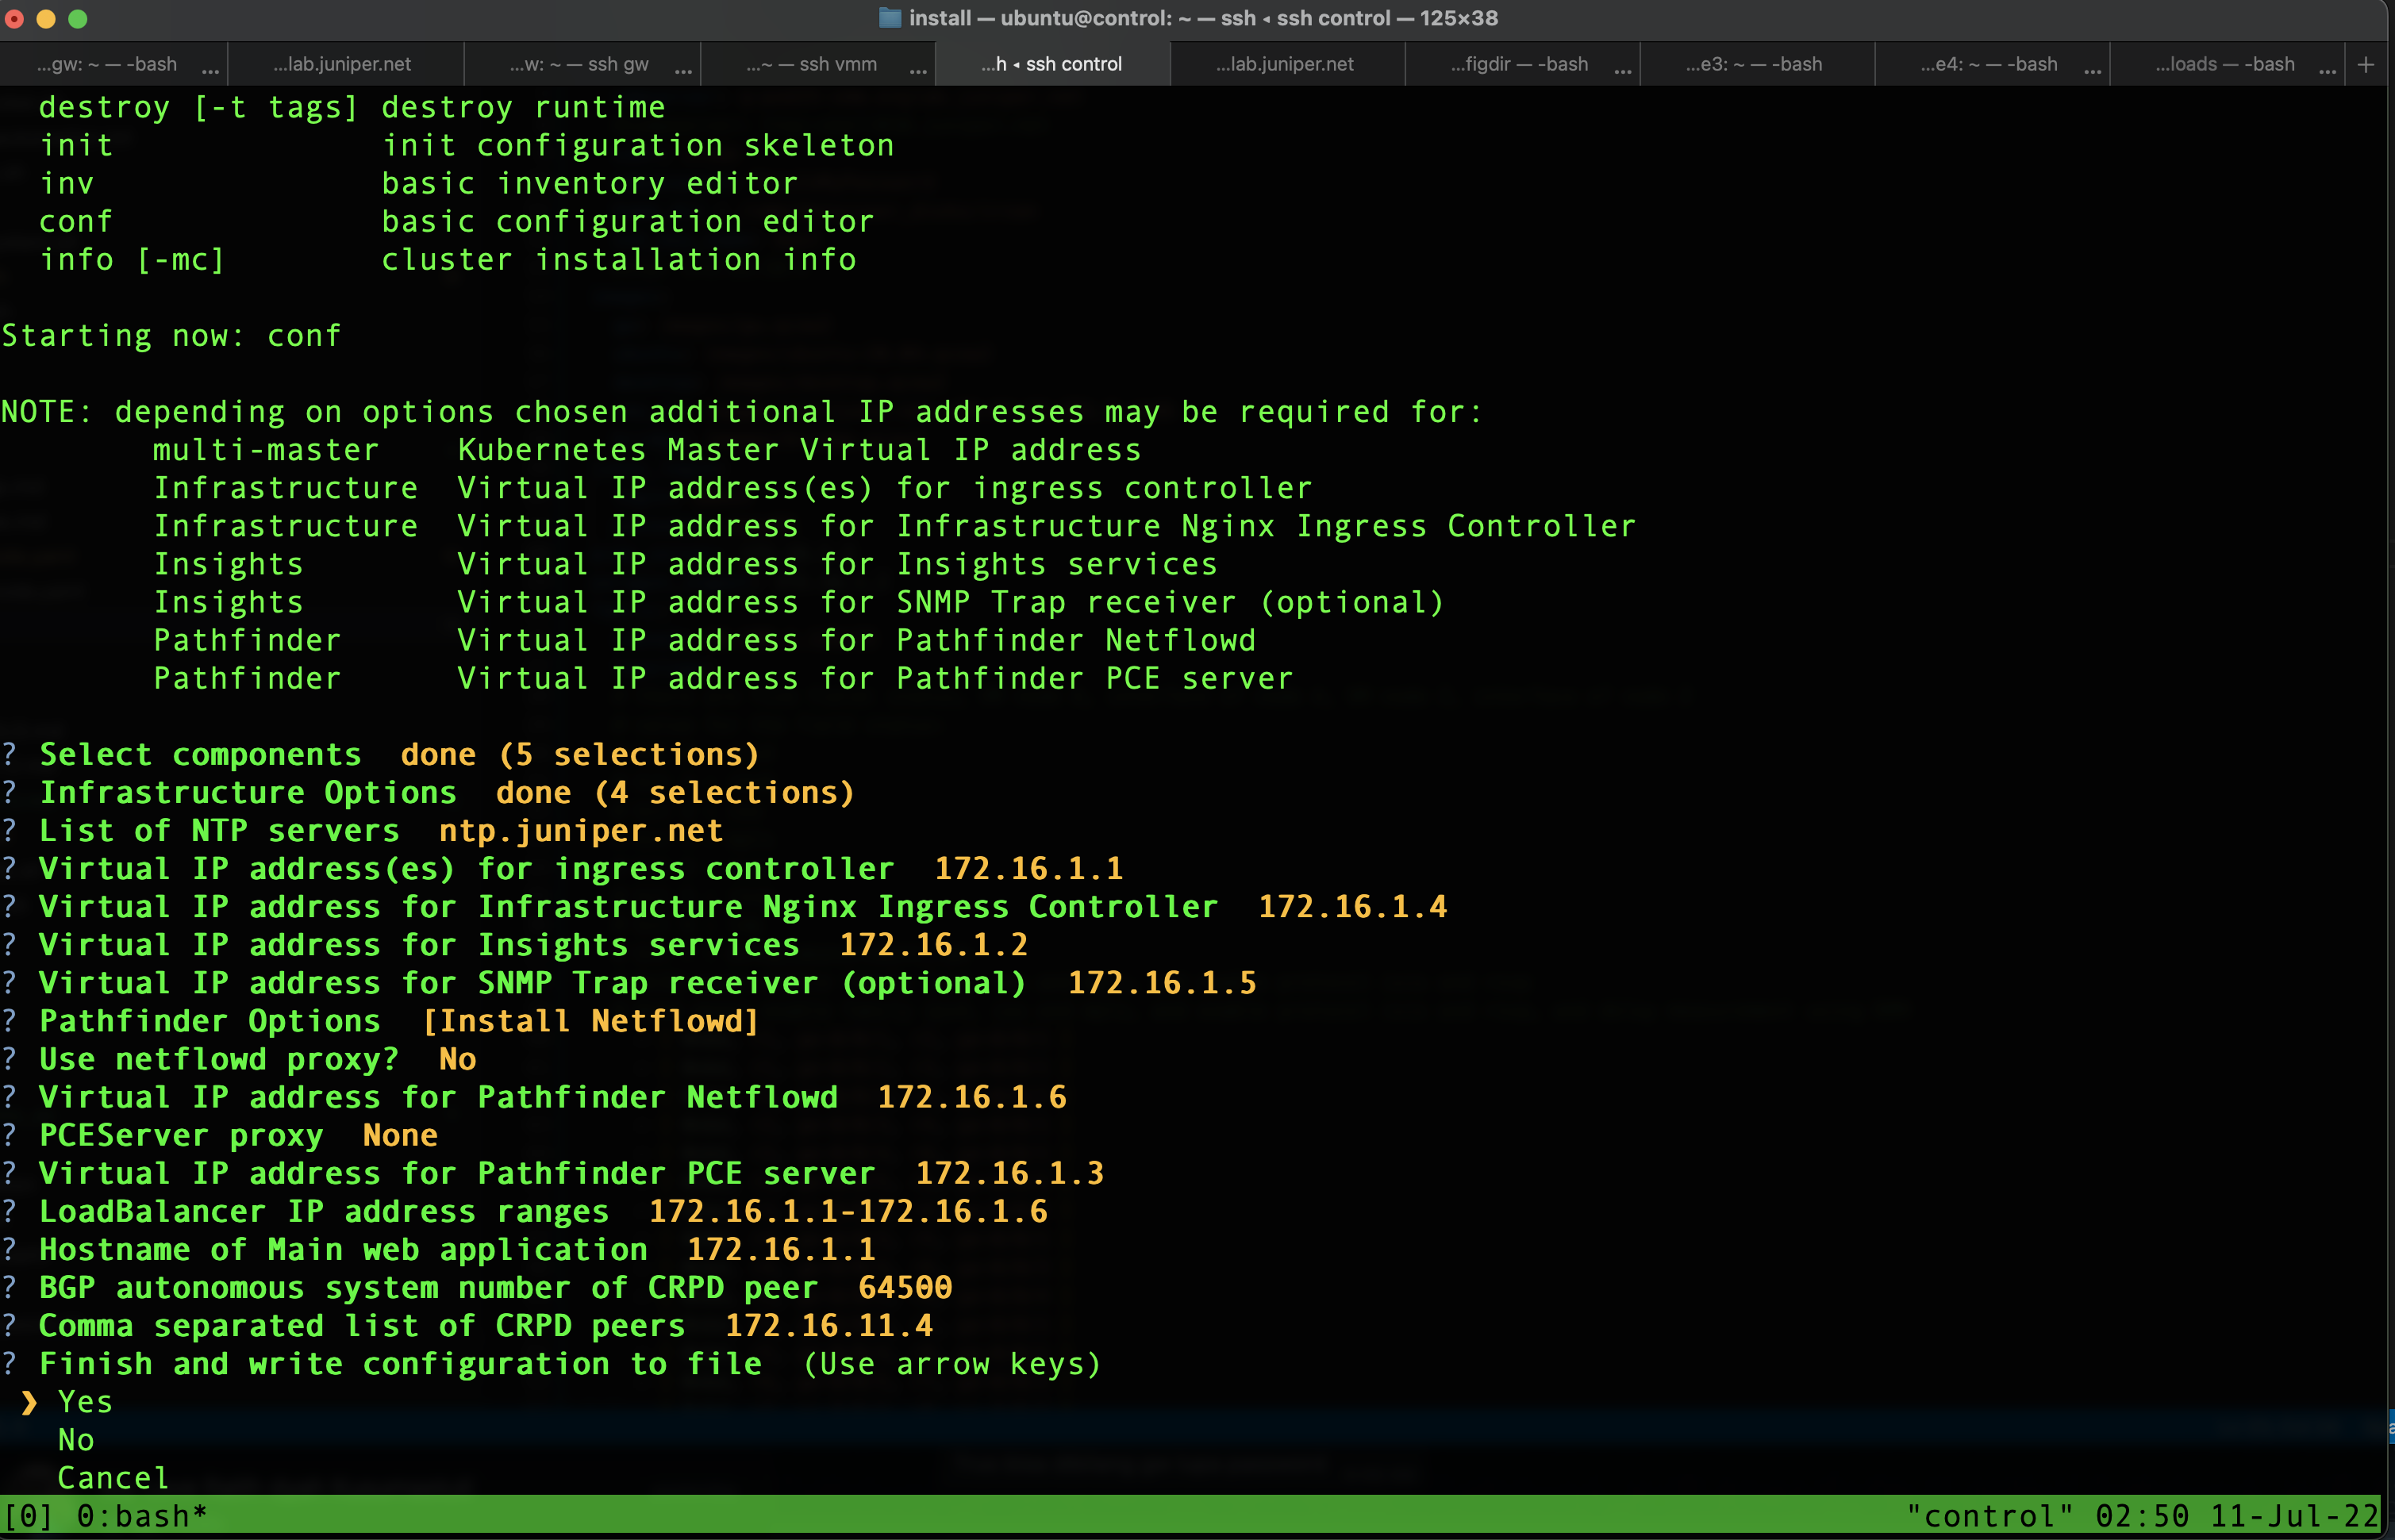 install — ubuntu@control: ~ — ssh ◂ ssh control — 125×38
...gw: ~ — -bash ... ...lab.juniper.net ...w: ~ — ssh gw ... ...~ — ssh vmm ... ...h ◂ ssh control ...lab.juniper.net ...figdir — -bash ... ...e3: ~ — -bash ...e4: ~ — -bash ... ...loads — -bash ... +
destroy [-t tags] destroy runtime
init init configuration skeleton
inv basic inventory editor
conf basic configuration editor
info [-mc] cluster installation info
Starting now: conf
NOTE: depending on options chosen additional IP addresses may be required for:
multi-master Kubernetes Master Virtual IP address
Infrastructure Virtual IP address(es) for ingress controller
Infrastructure Virtual IP address for Infrastructure Nginx Ingress Controller
Insights Virtual IP address for Insights services
Insights Virtual IP address for SNMP Trap receiver (optional)
Pathfinder Virtual IP address for Pathfinder Netflowd
Pathfinder Virtual IP address for Pathfinder PCE server
? Select components done (5 selections)
? Infrastructure Options done (4 selections)
? List of NTP servers ntp.juniper.net
? Virtual IP address(es) for ingress controller 172.16.1.1
? Virtual IP address for Infrastructure Nginx Ingress Controller 172.16.1.4
? Virtual IP address for Insights services 172.16.1.2
? Virtual IP address for SNMP Trap receiver (optional) 172.16.1.5
? Pathfinder Options [Install Netflowd]
? Use netflowd proxy? No
? Virtual IP address for Pathfinder Netflowd 172.16.1.6
? PCEServer proxy None
? Virtual IP address for Pathfinder PCE server 172.16.1.3
? LoadBalancer IP address ranges 172.16.1.1-172.16.1.6
? Hostname of Main web application 172.16.1.1
? BGP autonomous system number of CRPD peer 64500
? Comma separated list of CRPD peers 172.16.11.4
? Finish and write configuration to file (Use arrow keys)
❯ Yes
No
Cancel
[0] 0:bash* "control" 02:50 11-Jul-22